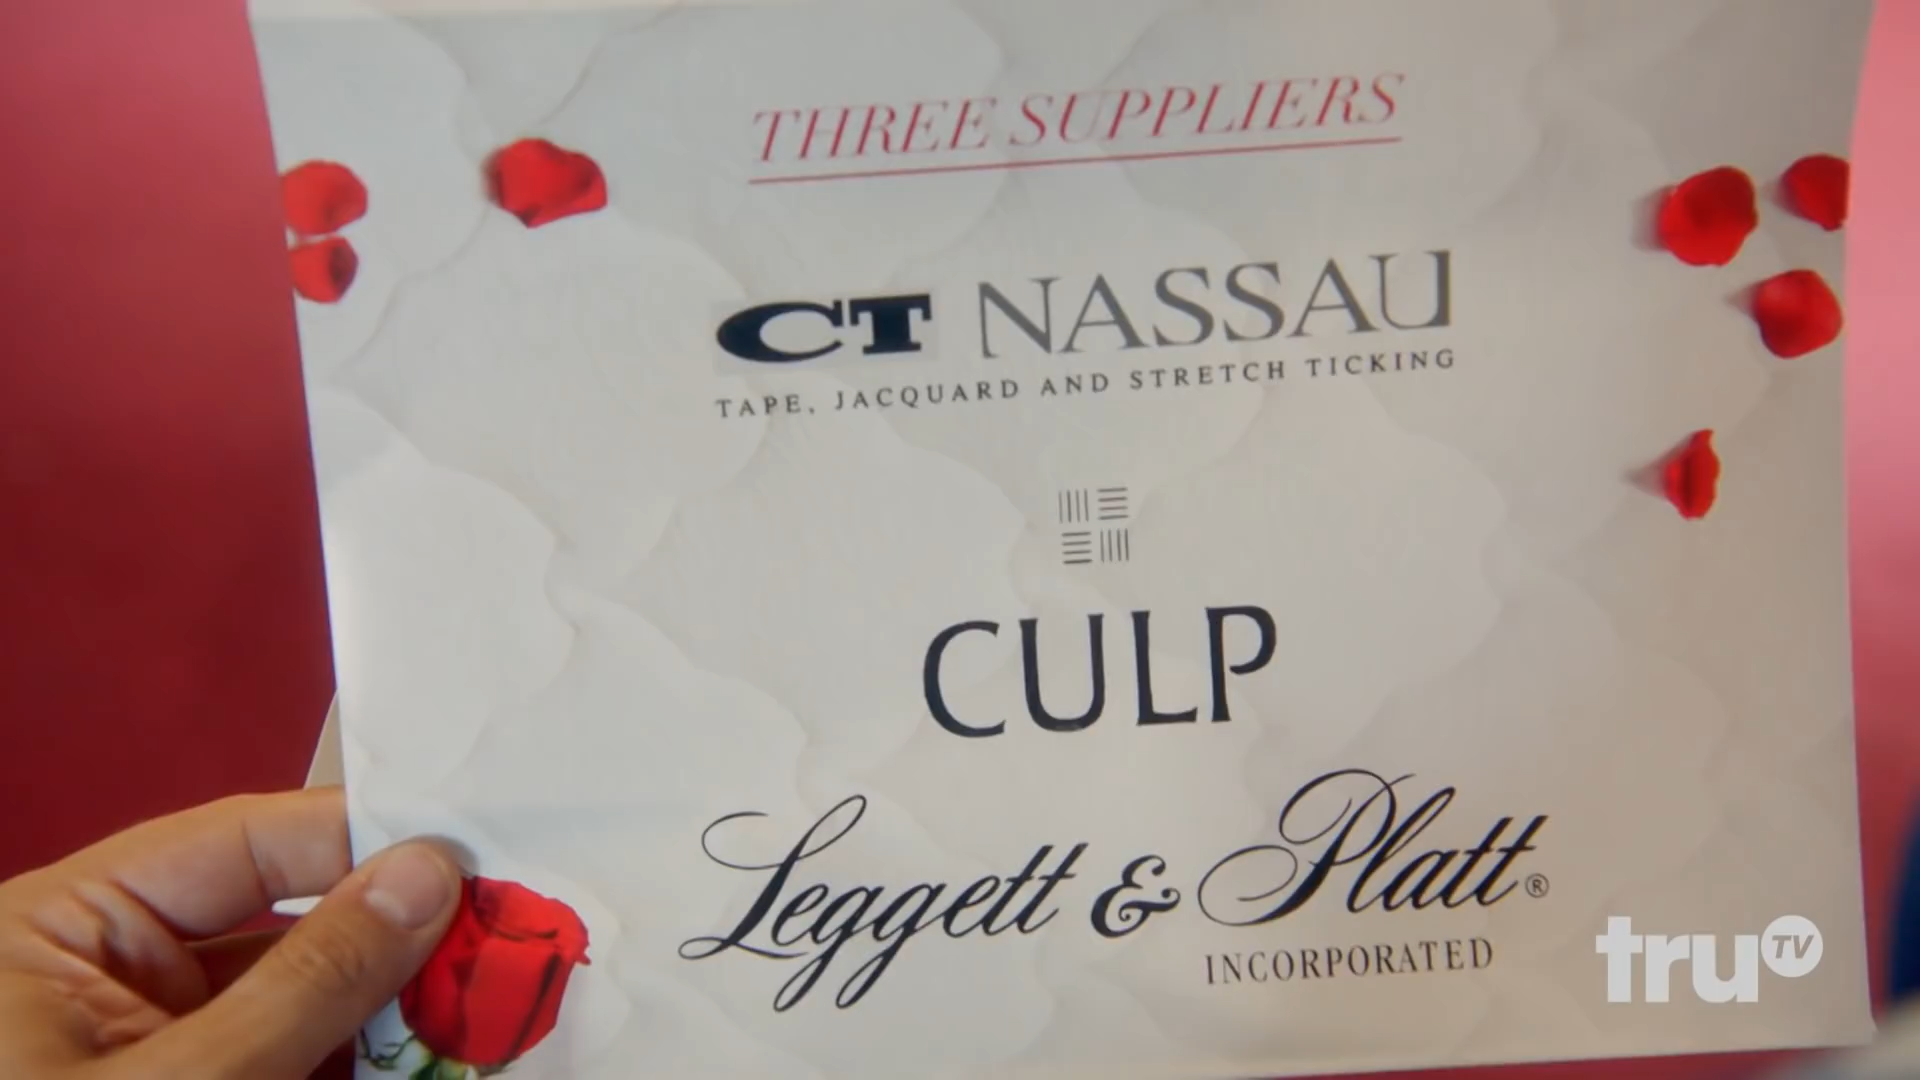 THREE SUPPLIERS
CT NASSAU
TAPE, JACQUARD AND STRETCH TICKING
CULP
Leggett & Platt®
INCORPORATED
truTV